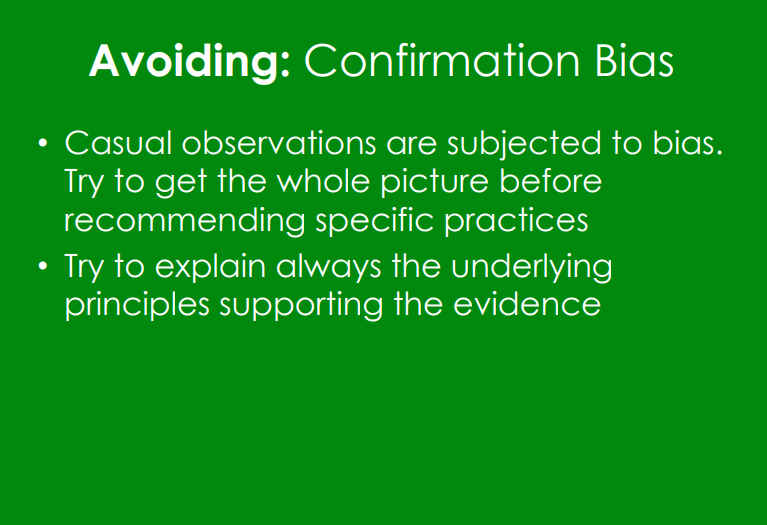 Avoiding: Confirmation Bias
• Casual observations are subjected to bias.
Try to get the whole picture before
recommending specific practices
• Try to explain always the underlying
principles supporting the evidence